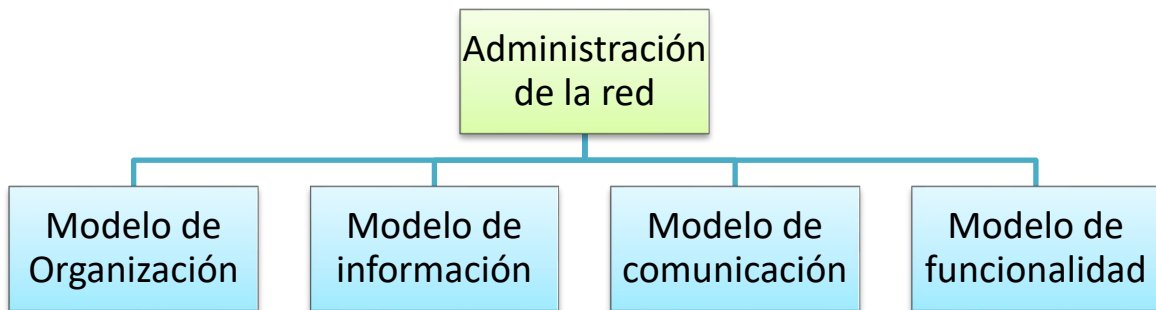 Administración
de la red
Modelo de
Organización
Modelo de
información
Modelo de
comunicación
Modelo de
funcionalidad